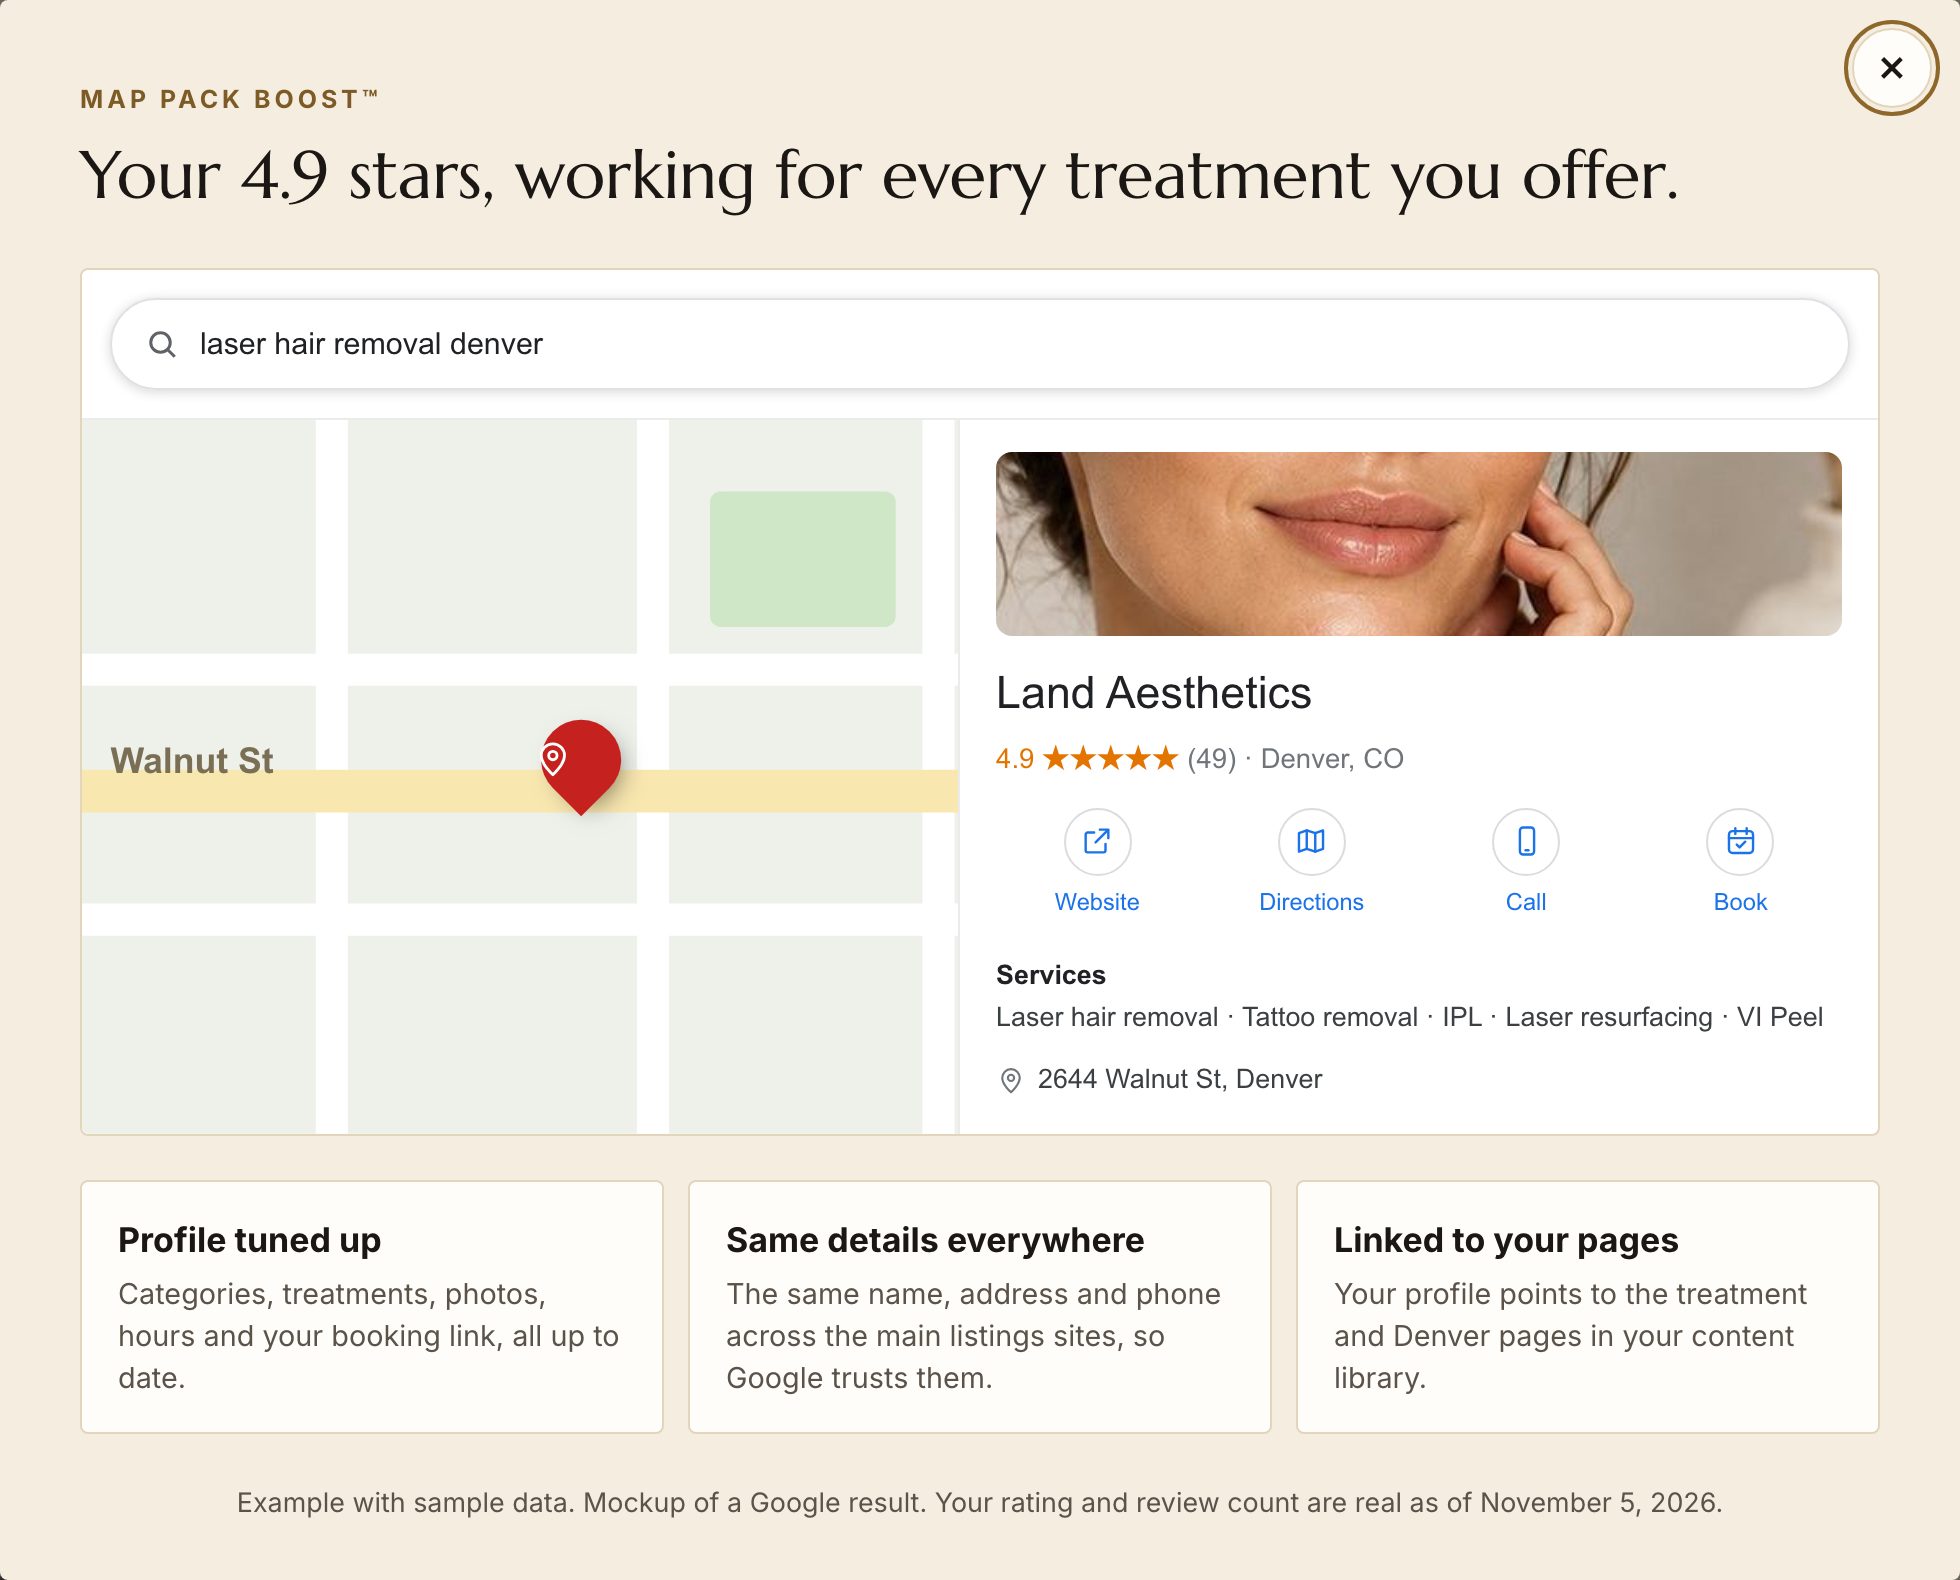 MAP PACK BOOST™
Your 4.9 stars, working for every treatment you offer.
laser hair removal denver
Walnut St
Land Aesthetics
4.9 ★★★★★ (49) · Denver, CO
Website
Directions
Call
Book
Services
Laser hair removal · Tattoo removal · IPL · Laser resurfacing · VI Peel
2644 Walnut St, Denver
Profile tuned up
Categories, treatments, photos,
hours and your booking link, all up to
date.
Same details everywhere
The same name, address and phone
across the main listings sites, so
Google trusts them.
Linked to your pages
Your profile points to the treatment
and Denver pages in your content
library.
Example with sample data. Mockup of a Google result. Your rating and review count are real as of November 5, 2026.